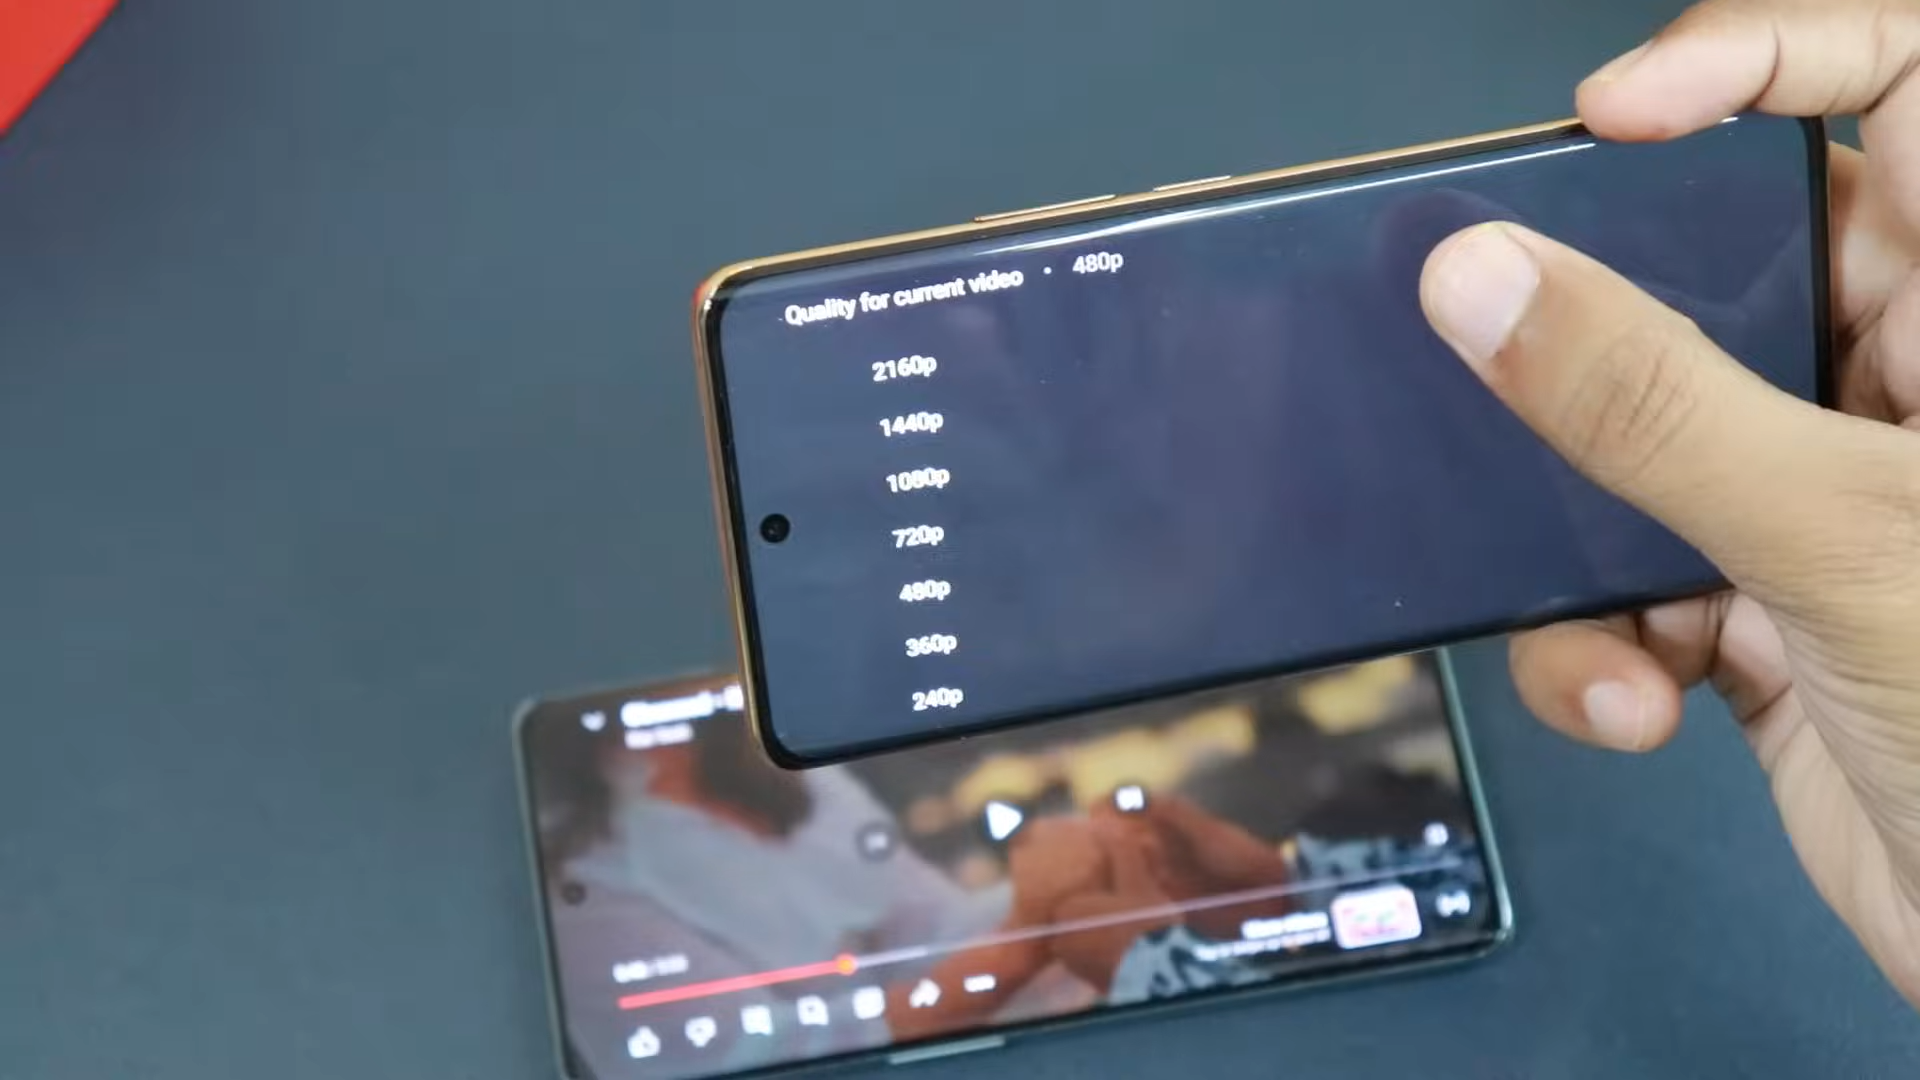 Quality for current video • 480p
2160p
1440p
1080p
720p
480p
360p
240p